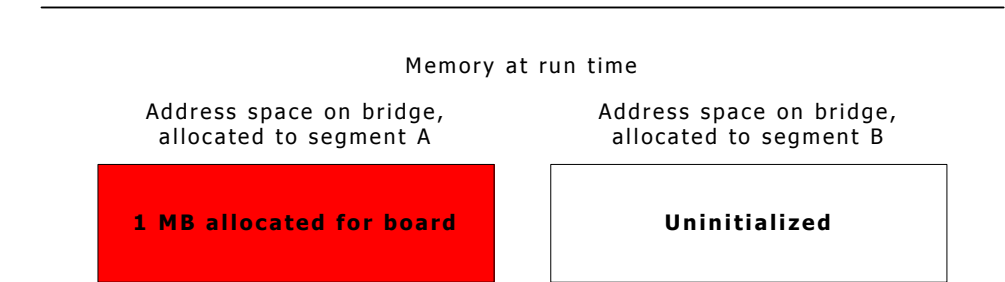 Memory at run time
Address space on bridge,
allocated to segment A
Address space on bridge,
allocated to segment B
1 MB allocated for board
Uninitialized